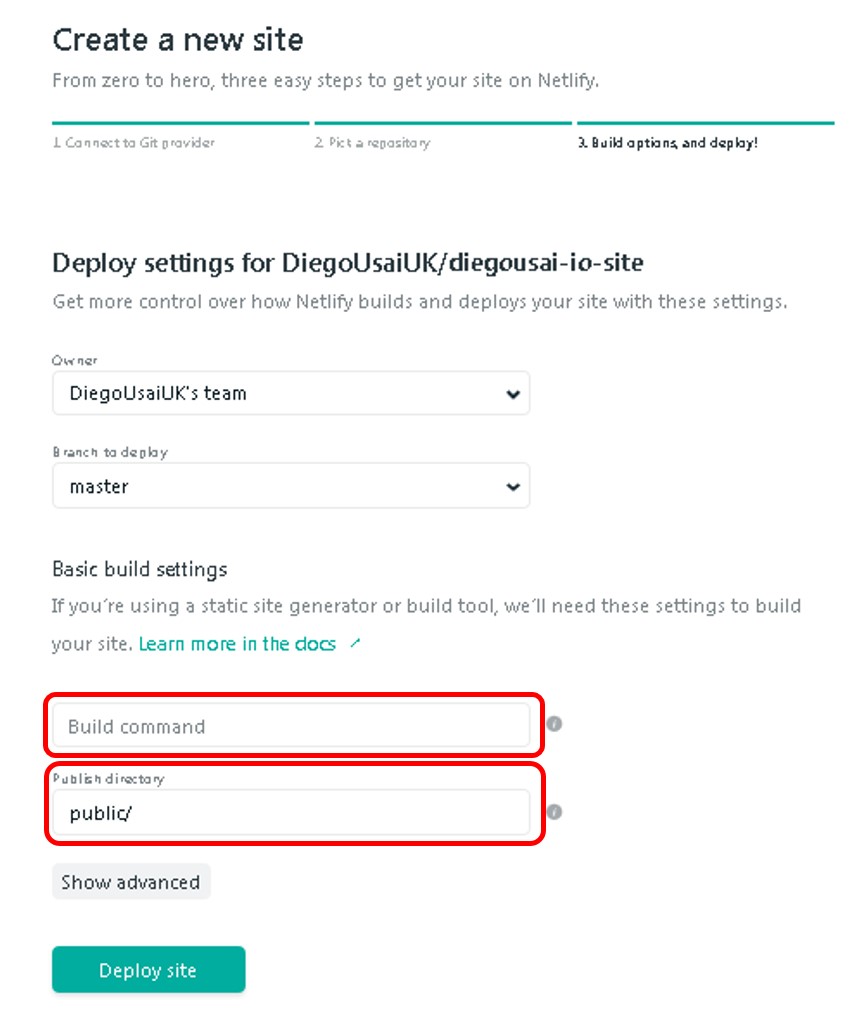 Create a new site
From zero to hero, three easy steps to get your site on Netlify.
1. Connect to Git provider
2. Pick a repository
3. Build options, and deploy!
Deploy settings for DiegoUsaiUK/diegousai-io-site
Get more control over how Netlify builds and deploys your site with these settings.
Owner
DiegoUsaiUK's team
Branch to deploy
master
Basic build settings
If you're using a static site generator or build tool, we'll need these settings to build
your site. Learn more in the docs ↗
Build command
Publish directory
public/
Show advanced
Deploy site